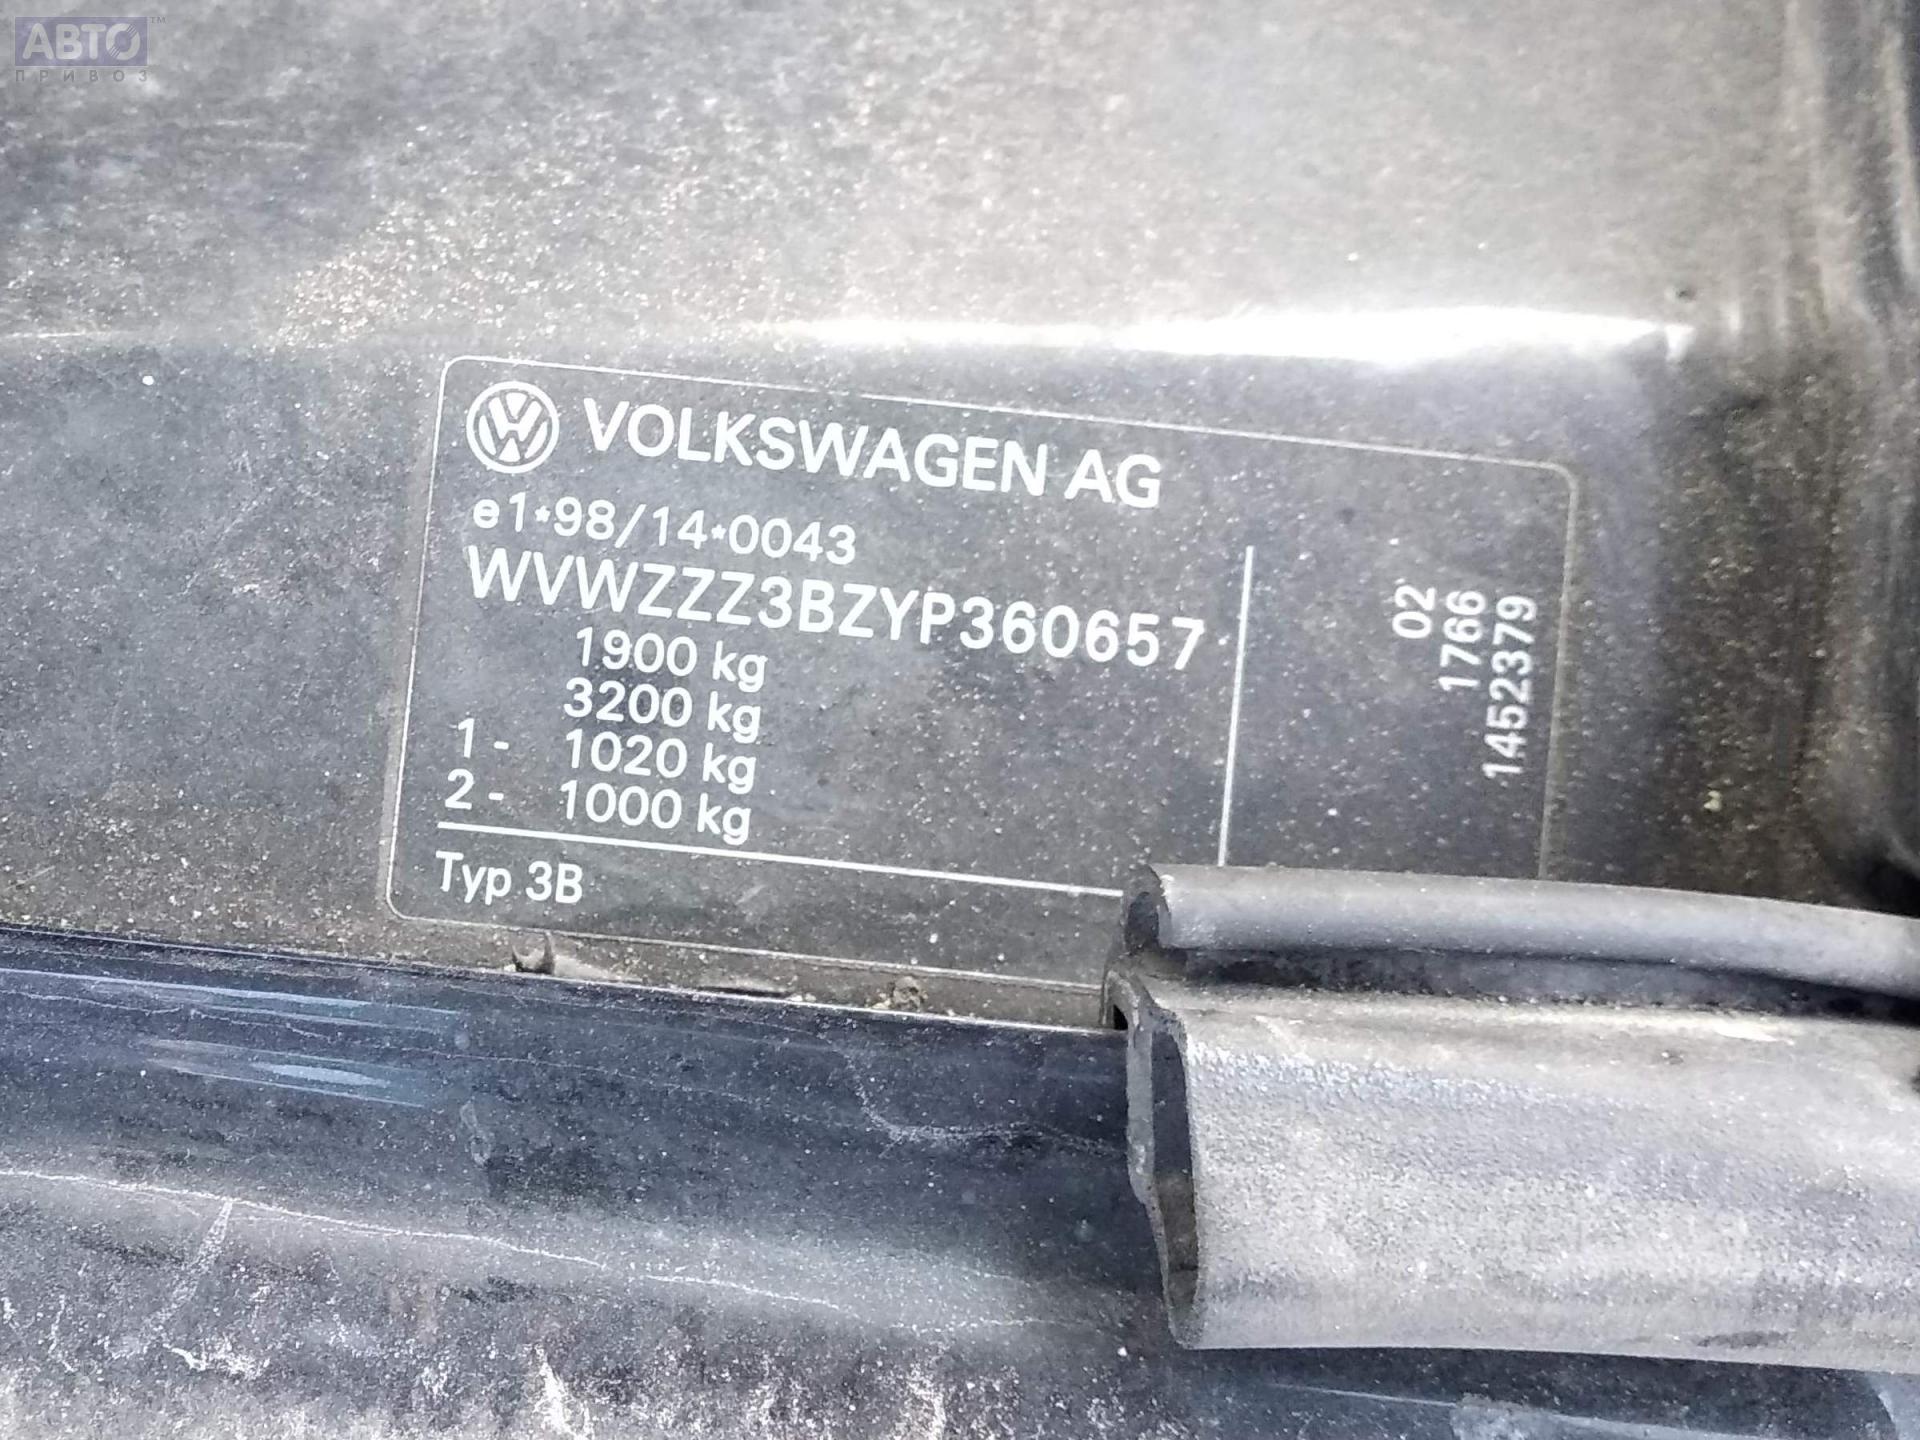 АВТО™
ПРИВОЗ
VOLKSWAGEN AG
e1*98/14*0043
WVWZZZ3BZYP360657
1900 kg
3200 kg
1- 1020 kg
2- 1000 kg
Typ 3B
02
1766
1452379